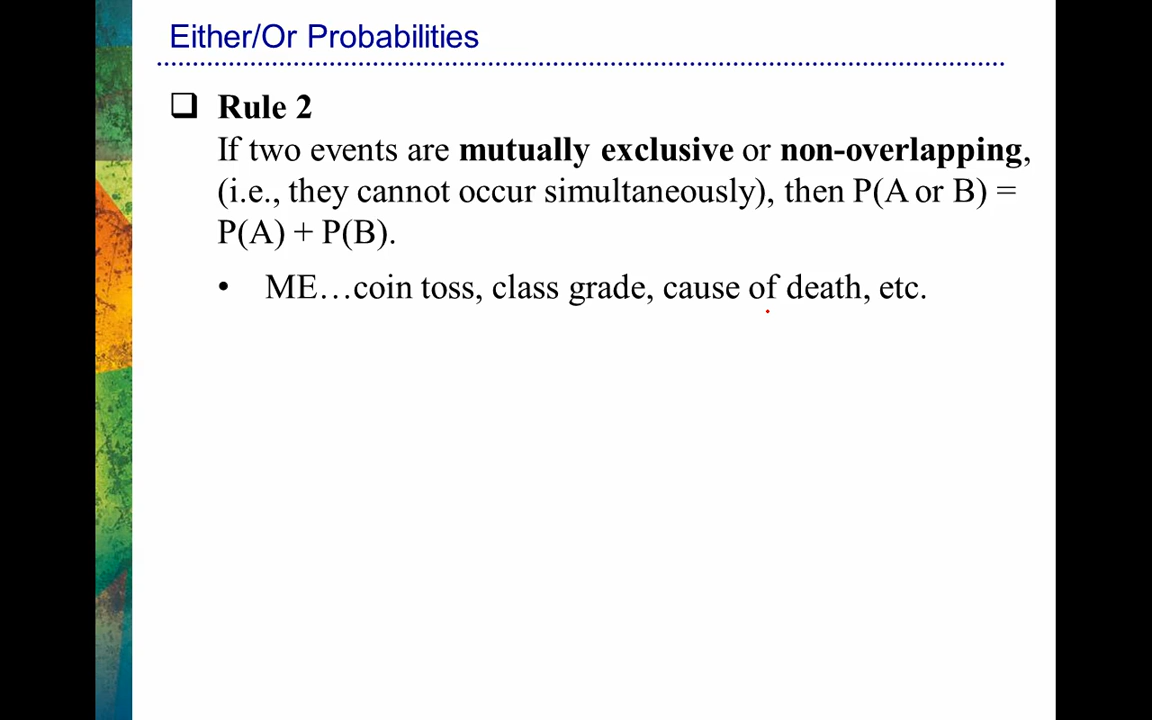 Either/Or Probabilities
❑ Rule 2
If two events are mutually exclusive or non-overlapping,
(i.e., they cannot occur simultaneously), then P(A or B) =
P(A) + P(B).
• ME…coin toss, class grade, cause of death, etc.